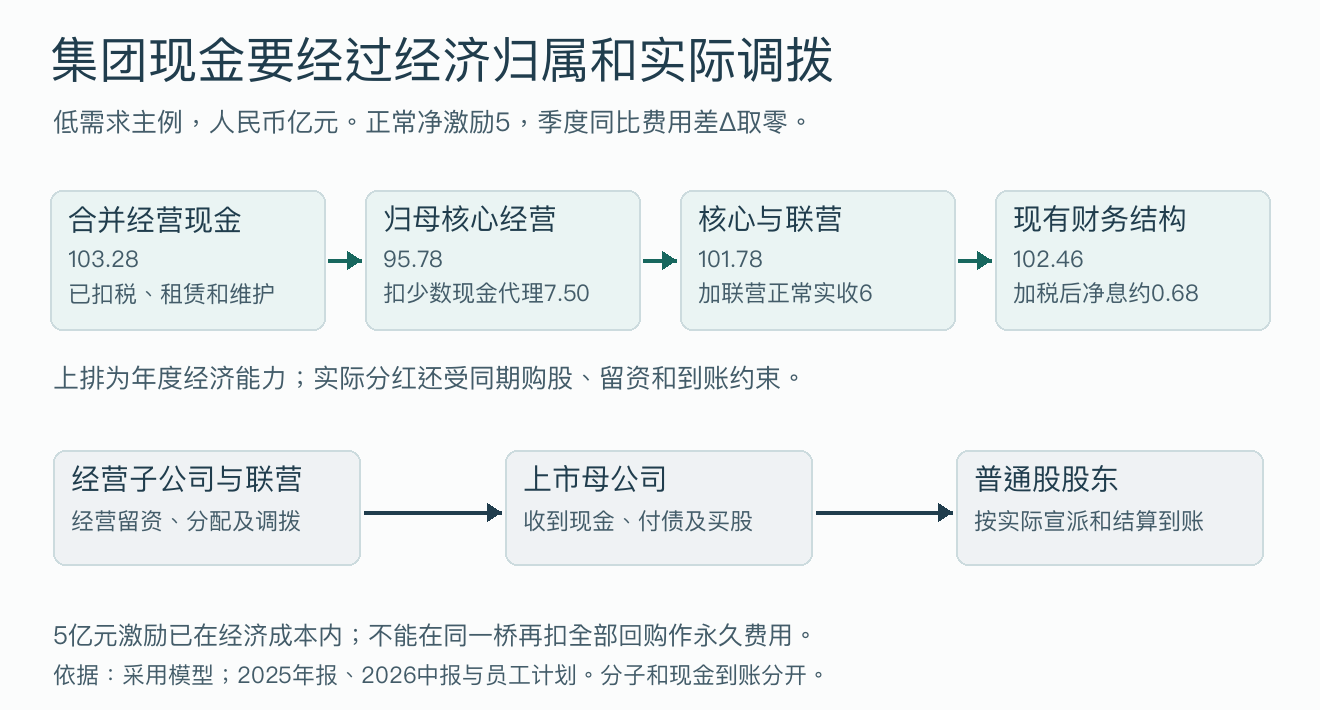 集团现金要经过经济归属和实际调拨
低需求主例，人民币亿元。正常净激励5，季度同比费用差Δ取零。
合并经营现金
103.28
已扣税、租赁和维护
归母核心经营
95.78
扣少数现金代理7.50
核心与联营
101.78
加联营正常实收6
现有财务结构
102.46
加税后净息约0.68
上排为年度经济能力；实际分红还受同期购股、留资和到账约束。
经营子公司与联营
经营留资、分配及调拨
上市母公司
收到现金、付债及买股
普通股股东
按实际宣派和结算到账
5亿元激励已在经济成本内；不能在同一桥再扣全部回购作永久费用。
依据：采用模型；2025年报、2026中报与员工计划。分子和现金到账分开。